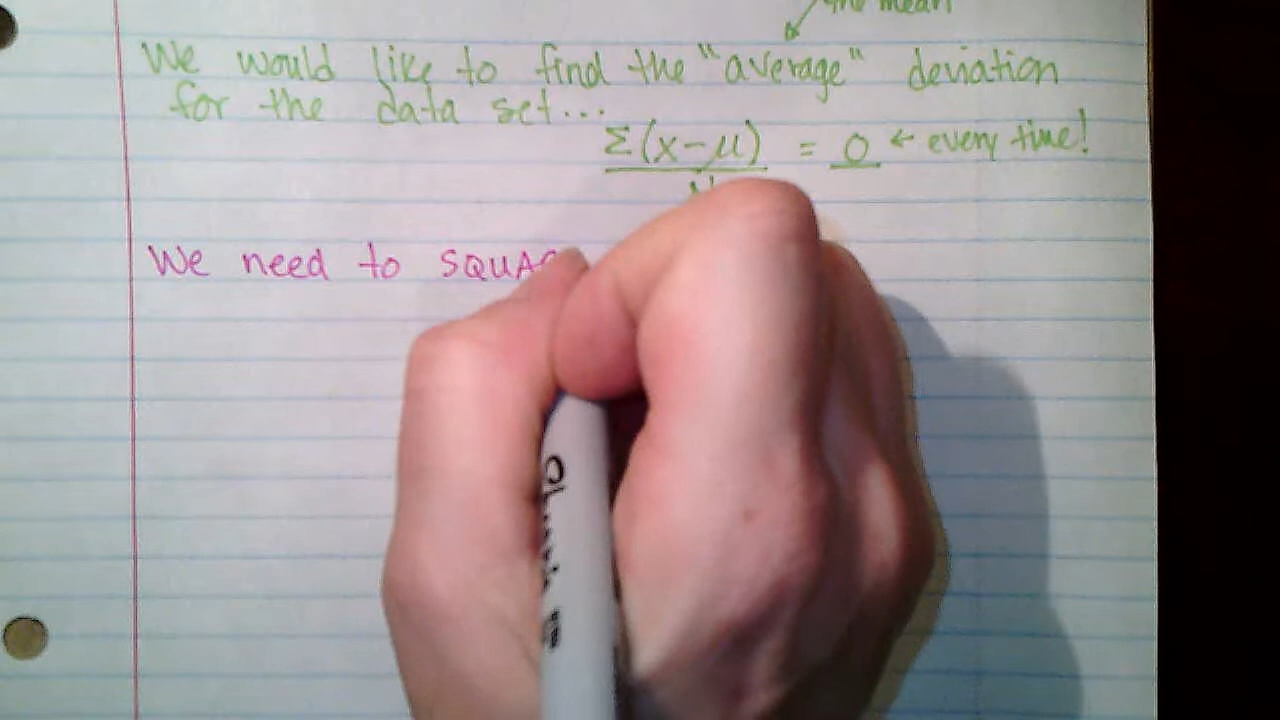 the mean
We would like to find the "average" deviation
for the data set...
Σ(x-μ) = 0 ← every time!
N
We need to SQUA